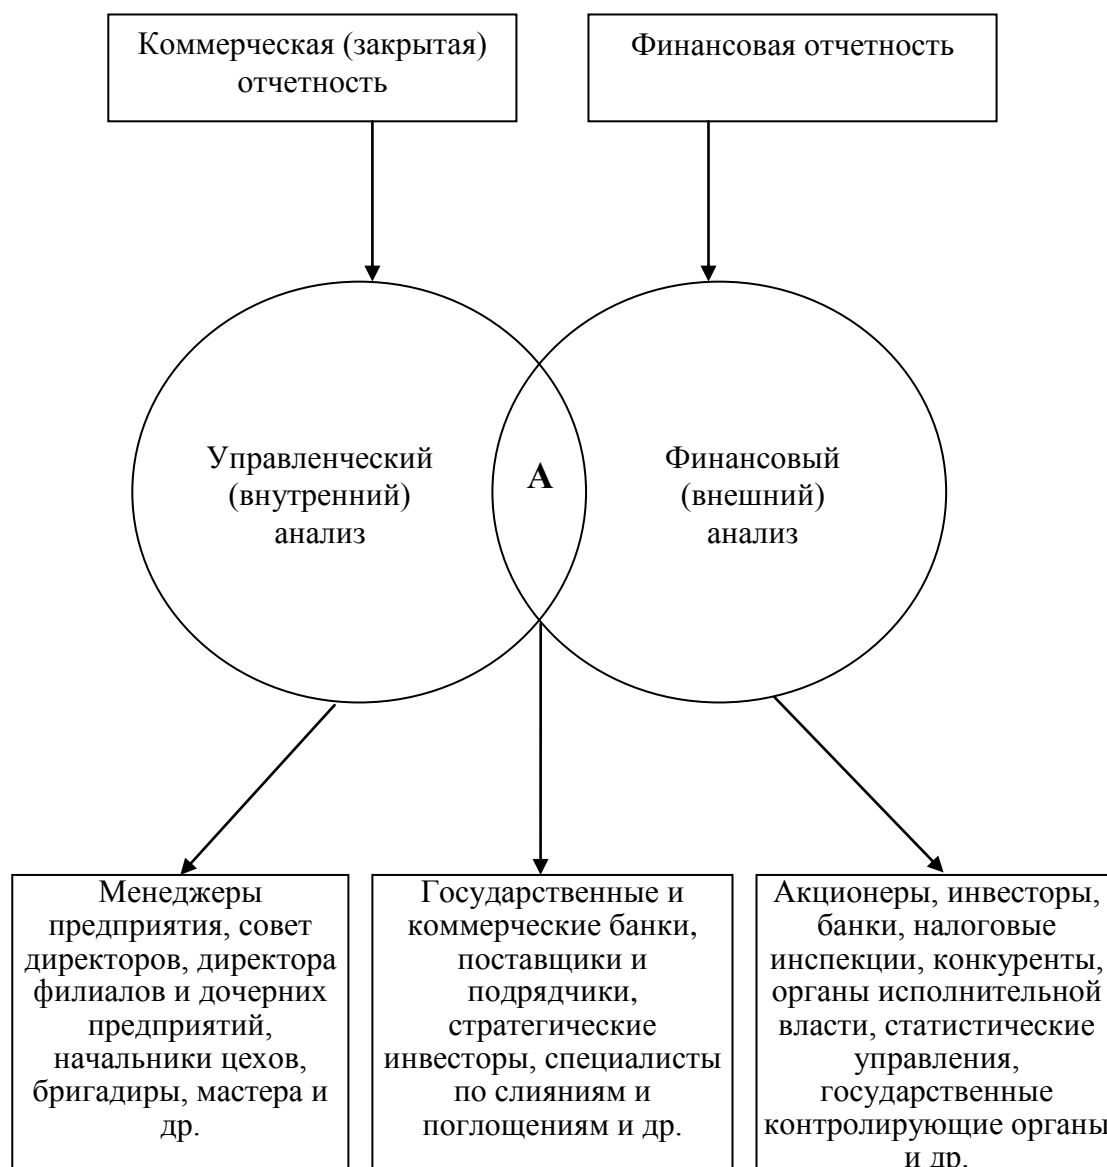 Коммерческая (закрытая)
отчетность
Финансовая отчетность
Управленческий
(внутренний)
анализ
А
Финансовый
(внешний)
анализ
Менеджеры
предприятия, совет
директоров, директора
филиалов и дочерних
предприятий,
начальники цехов,
бригадиры, мастера и
др.
Государственные и
коммерческие банки,
поставщики и
подрядчики,
стратегические
инвесторы, специалисты
по слияниям и
поглощениям и др.
Акционеры, инвесторы,
банки, налоговые
инспекции, конкуренты,
органы исполнительной
власти, статистические
управления,
государственные
контролирующие органы
и др.